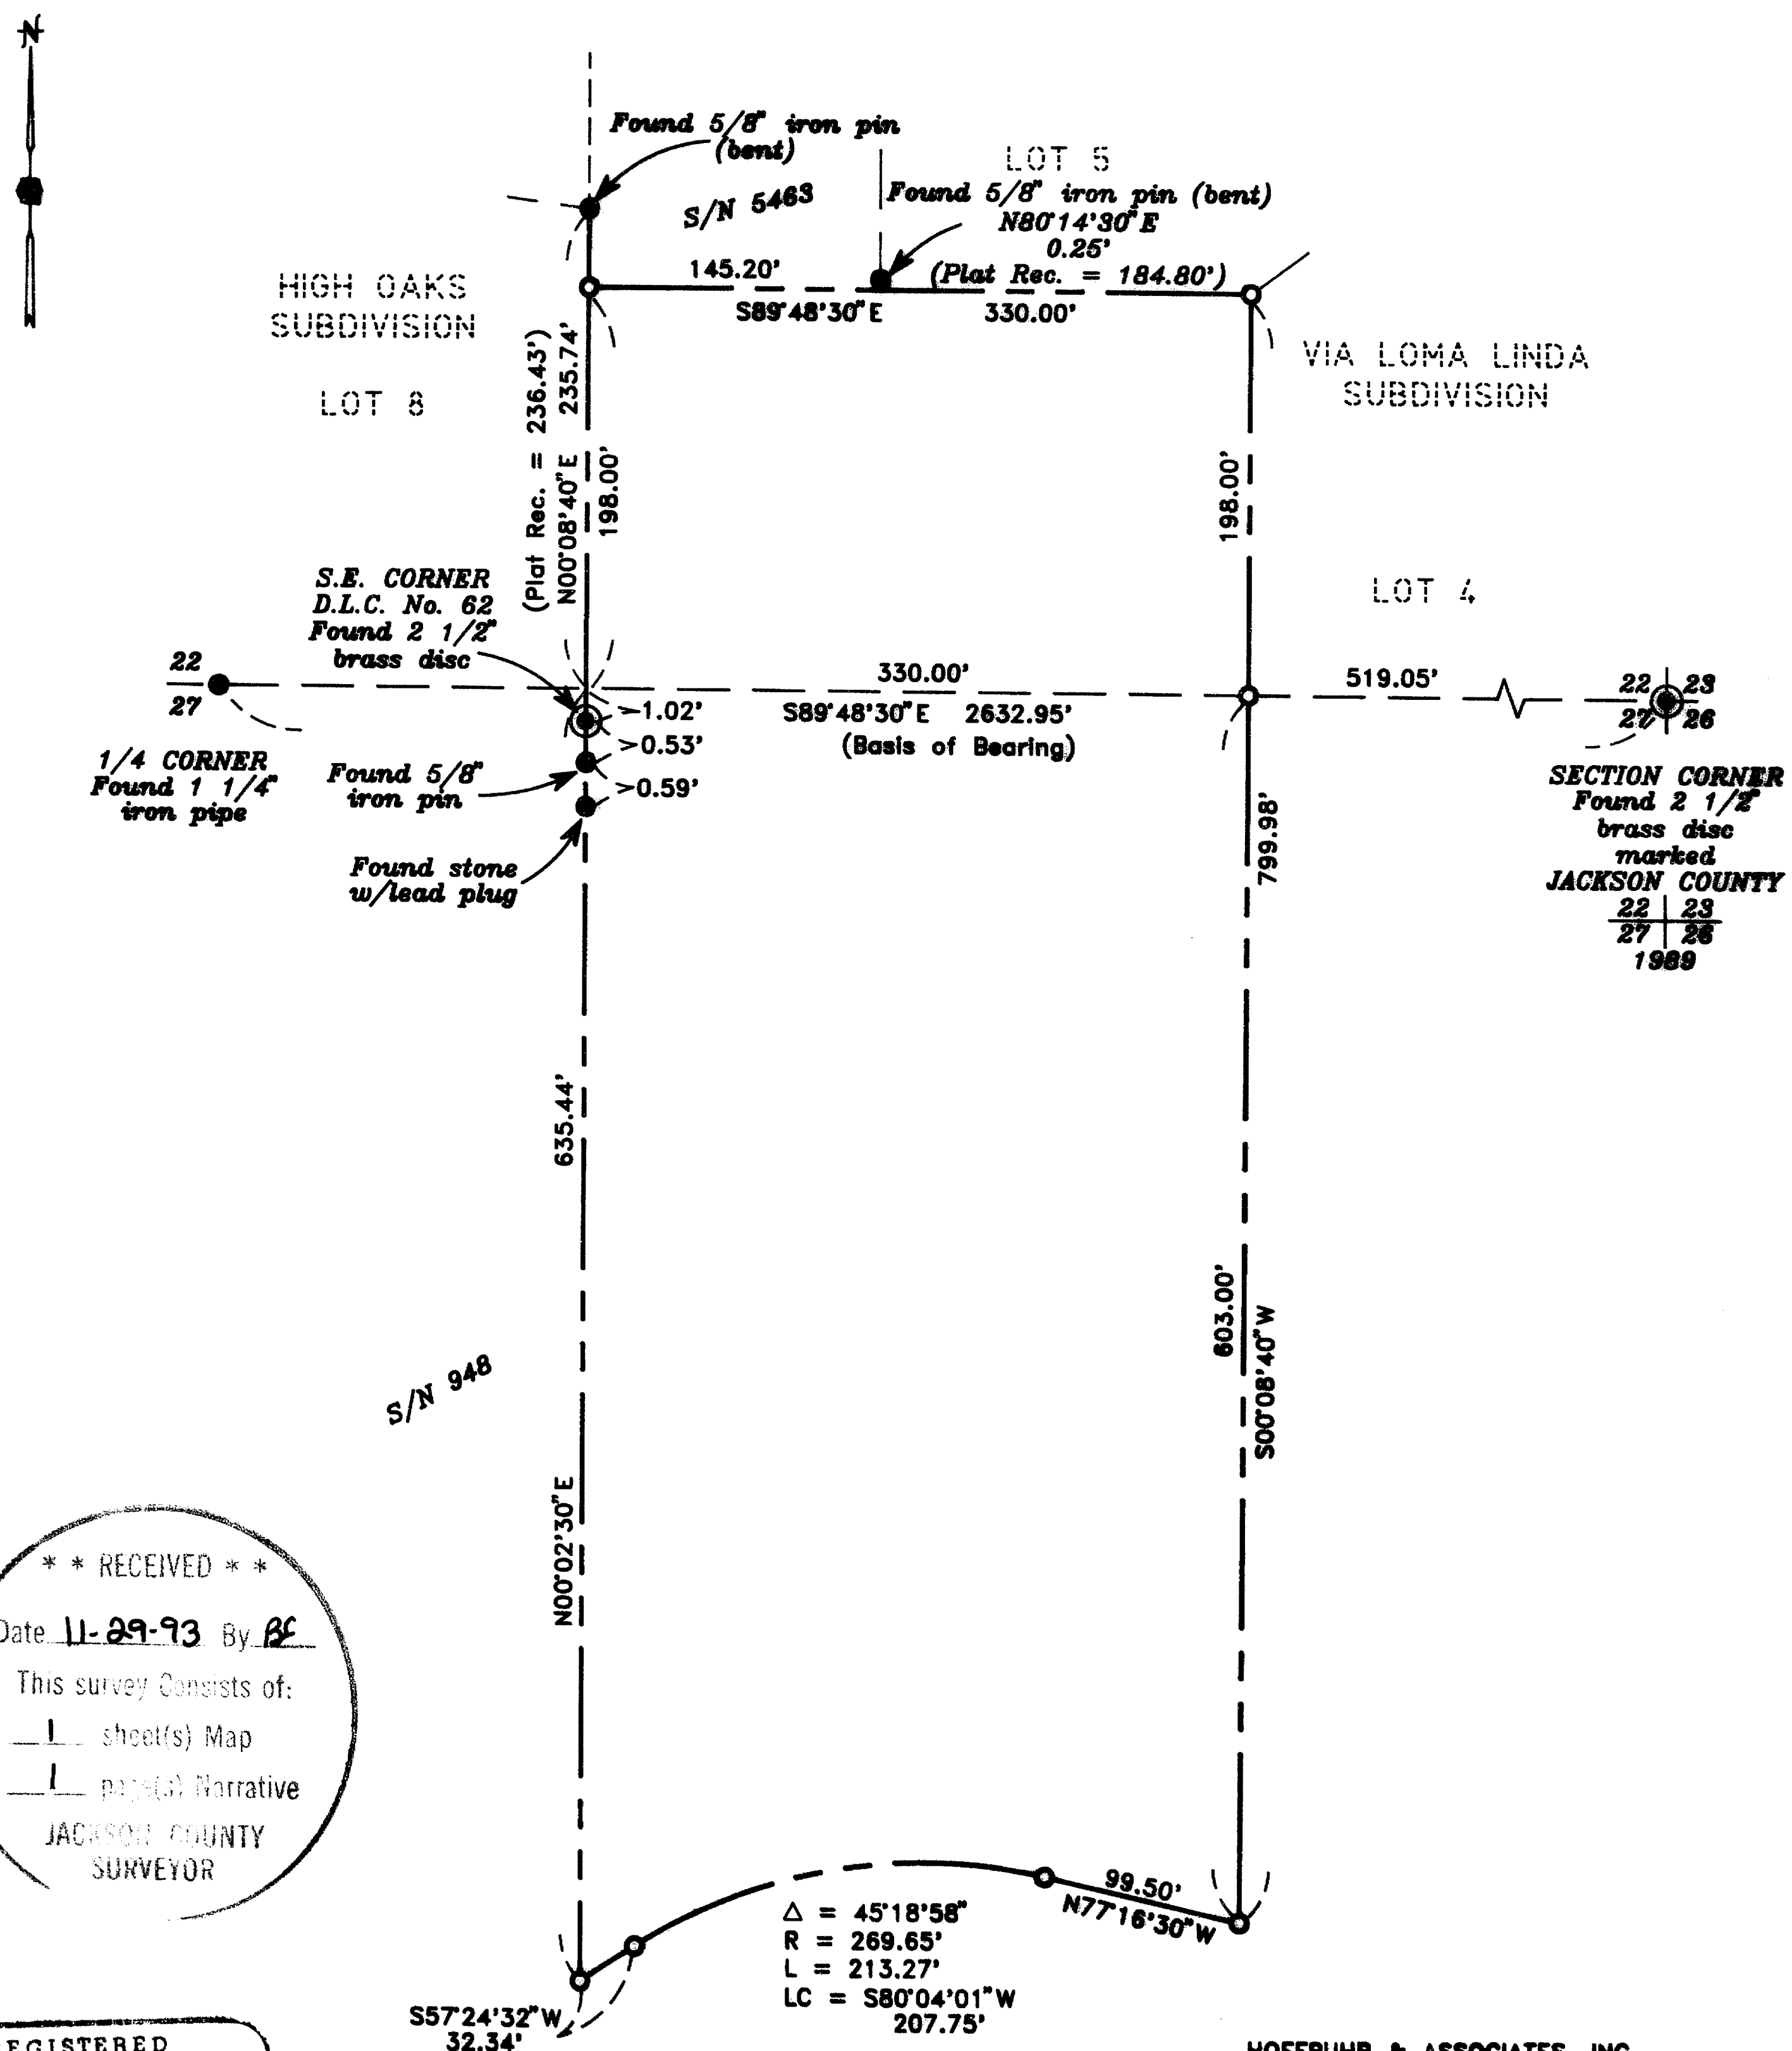 N
Found 5/8" iron pin
(bent)
LOT 5
S/N 5463
Found 5/8" iron pin (bent)
N80°14'30"E
0.25'
(Plat Rec. = 184.80')
145.20'
S89°48'30"E
330.00'
HIGH OAKS
SUBDIVISION
LOT 8
VIA LOMA LINDA
SUBDIVISION
(Plat Rec. = 236.43')
N00°08'40"E 235.74'
198.00'
198.00'
LOT 4
S.E. CORNER
D.L.C. No. 62
Found 2 1/2"
brass disc
22
27
1/4 CORNER
Found 1 1/4"
iron pipe
330.00'
S89°48'30"E 2632.95'
(Basis of Bearing)
519.05'
22 23
27 26
1.02'
0.53'
0.59'
Found 5/8"
iron pin
Found stone
w/lead plug
799.98'
SECTION CORNER
Found 2 1/2"
brass disc
marked
JACKSON COUNTY
22 23
27 26
1989
635.44'
603.00'
S00°08'40"W
S/N 948
N00°02'30"E
* * RECEIVED * *
Date 11-29-93 By BC
This survey Consists of:
1 sheet(s) Map
1 page(s) Narrative
JACKSON COUNTY
SURVEYOR
99.50'
N77°16'30"W
△ = 45°18'58"
R = 269.65'
L = 213.27'
LC = S80°04'01"W
207.75'
S57°24'32"W
32.34'
EGISTERED
HOFFBUHR & ASSOCIATES, INC.